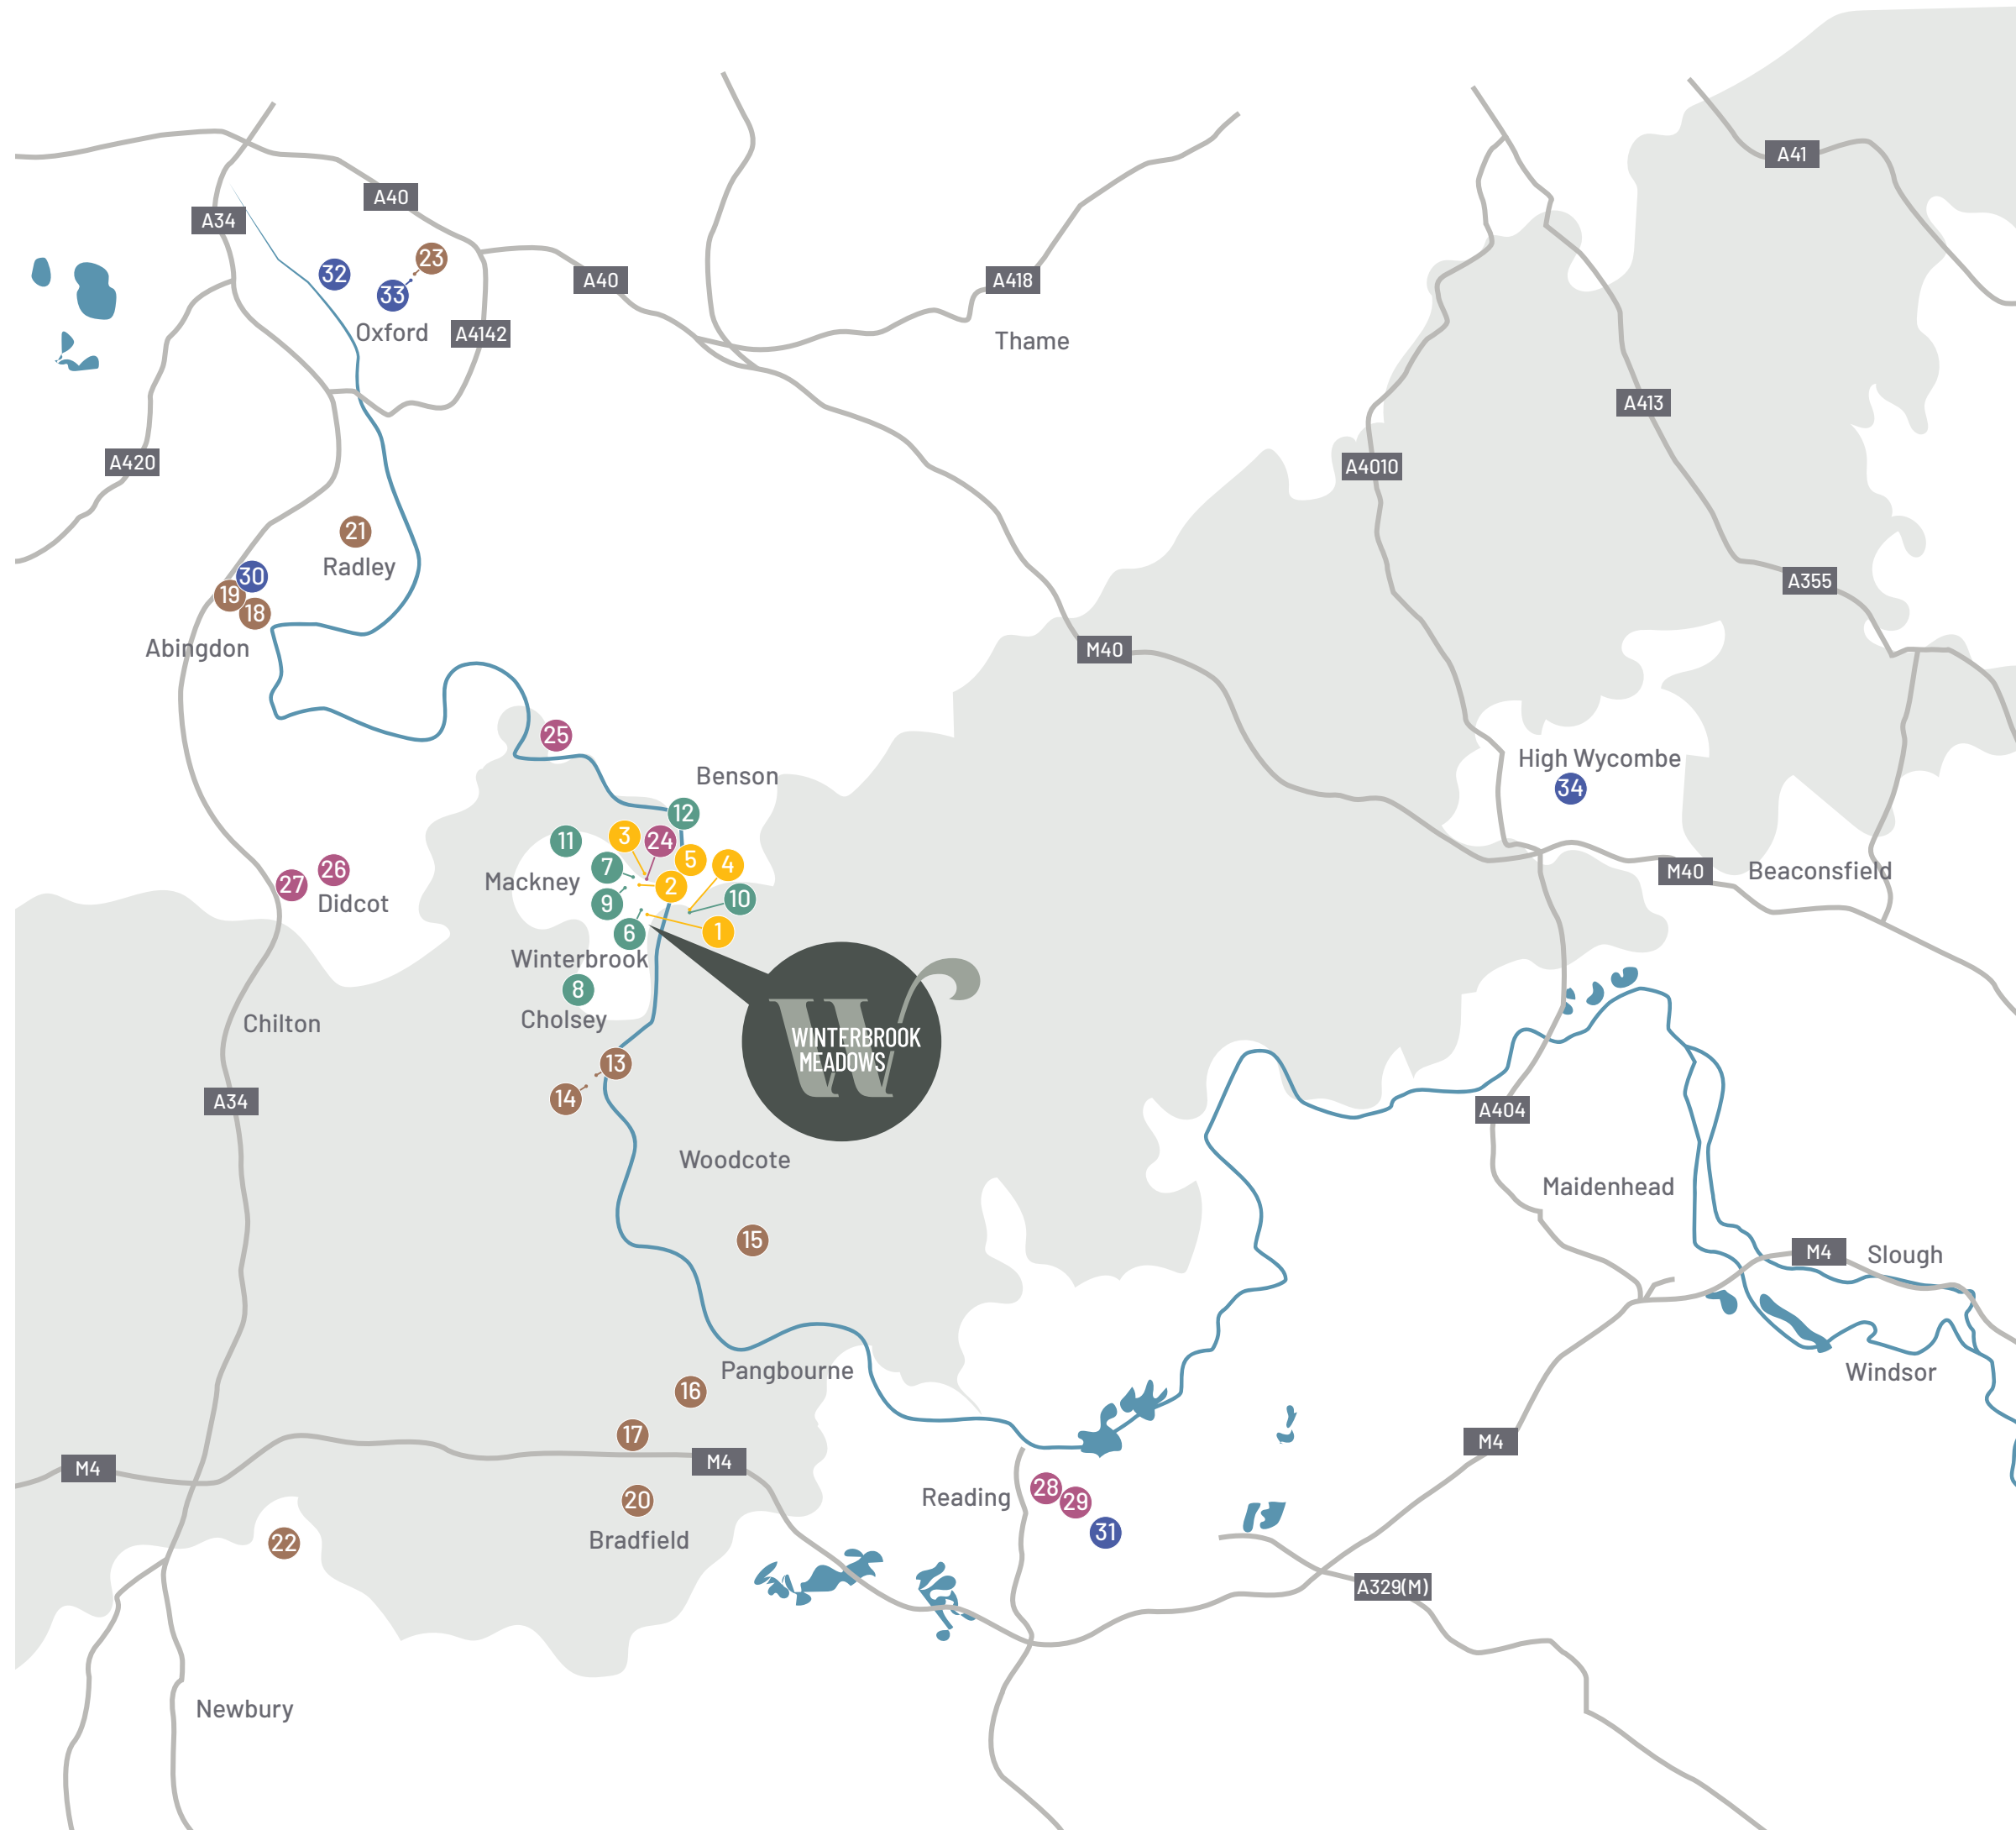 A41
A40
A34
23
32
33
A40
A418
Oxford
A4142
Thame
A413
A420
A4010
21
Radley
30
19
18
A355
Abingdon
M40
25
High Wycombe
Benson
34
12
3
24
11
5
4
7
26
M40
Beaconsfield
27
Mackney
2
Didcot
9
10
6
1
Winterbrook
8
Cholsey
Chilton
W
WINTERBROOK
MEADOWS
13
14
A34
A404
Woodcote
Maidenhead
15
M4
Slough
Pangbourne
Windsor
16
17
M4
M4
M4
28
Reading
20
29
31
Bradfield
22
A329(M)
Newbury